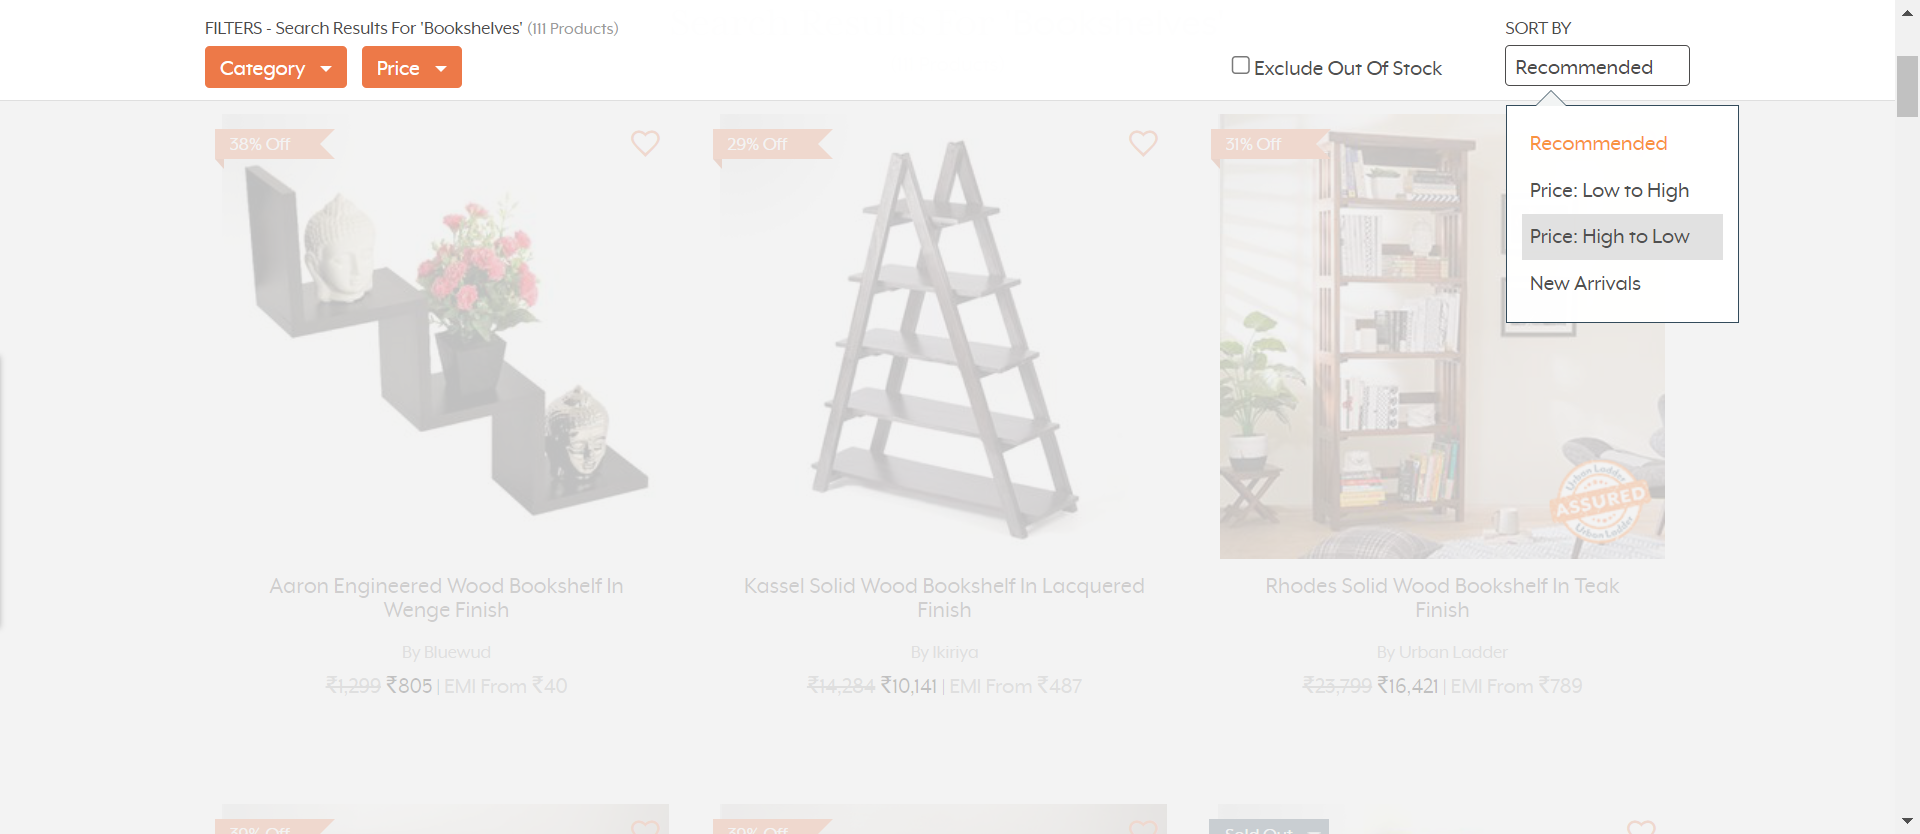 FILTERS - Search Results For 'Bookshelves' (111 Products)
SORT BY
Category
Price
Exclude Out Of Stock
Recommended
Recommended
Price: Low to High
Price: High to Low
New Arrivals
38% Off
29% Off
31% Off
Urban Ladder
ASSURED
Urban Ladder
Aaron Engineered Wood Bookshelf In
Wenge Finish
By Bluewud
₹1,299 ₹805 | EMI From ₹40
Kassel Solid Wood Bookshelf In Lacquered
Finish
By Ikiriya
₹14,284 ₹10,141 | EMI From ₹487
Rhodes Solid Wood Bookshelf In Teak
Finish
By Urban Ladder
₹23,799 ₹16,421 | EMI From ₹789
39% Off
39% Off
Sold Out